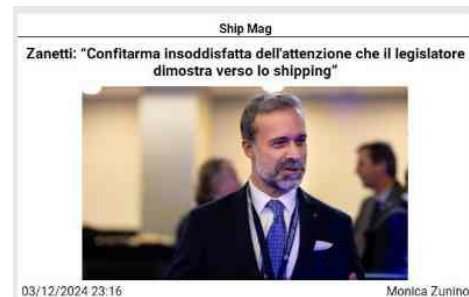 Ship Mag
Zanetti: “Confitarma insoddisfatta dell'attenzione che il legislatore
dimostra verso lo shipping”
03/12/2024 23:16
Monica Zunino